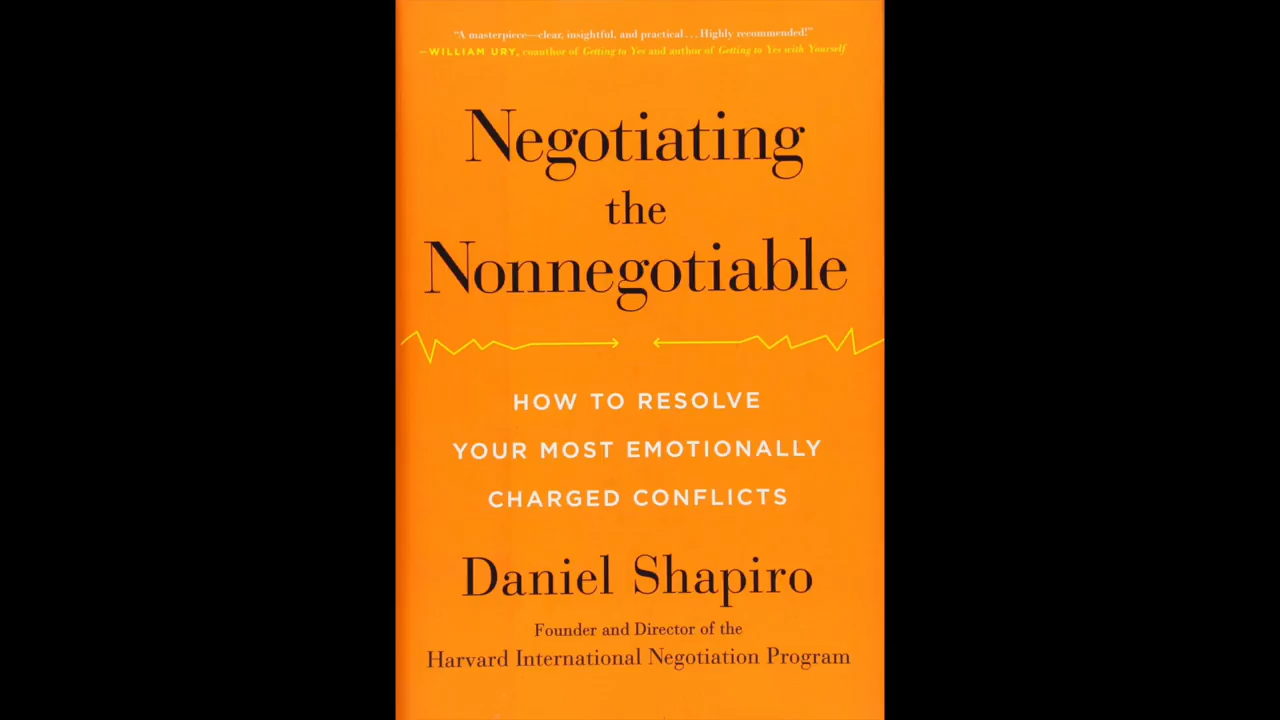 "A masterpiece—clear, insightful, and practical... Highly recommended!"
—WILLIAM URY, coauthor of Getting to Yes and author of Getting to Yes with Yourself
Negotiating
the
Nonnegotiable
HOW TO RESOLVE
YOUR MOST EMOTIONALLY
CHARGED CONFLICTS
Daniel Shapiro
Founder and Director of the
Harvard International Negotiation Program